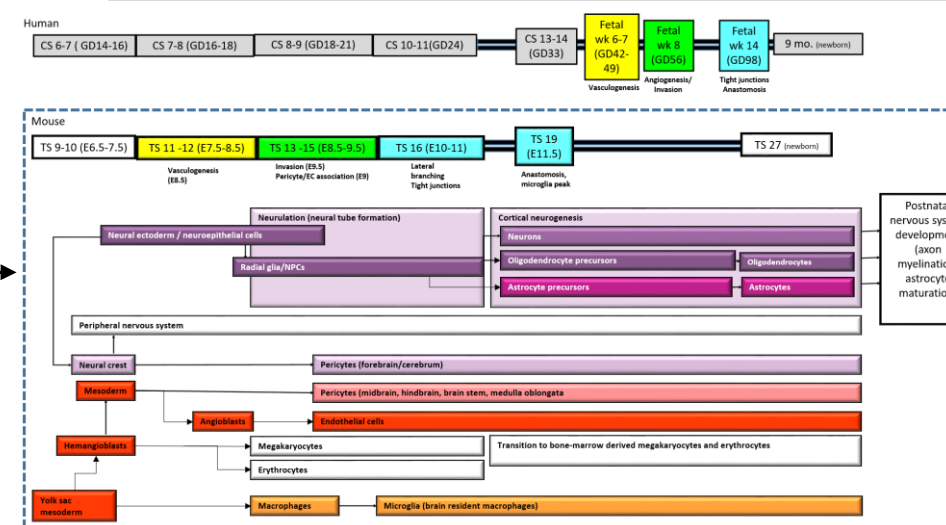 Human
CS 6-7 ( GD14-16)
CS 7-8 (GD16-18)
CS 8-9 (GD18-21)
CS 10-11(GD24)
CS 13-14
(GD33)
Fetal
wk 6-7
(GD42-
49)
Fetal
wk 8
(GD56)
Fetal
wk 14
(GD98)
9 mo. (newborn)
Vasculogenesis
Angiogenesis/
Invasion
Tight junctions
Anastomosis
Mouse
TS 9-10 (E6.5-7.5)
TS 11 -12 (E7.5-8.5)
TS 13 -15 (E8.5-9.5)
TS 16 (E10-11)
TS 19
(E11.5)
TS 27 (newborn)
Vasculogenesis
(E8.5)
Invasion (E9.5)
Pericyte/EC association (E9)
Lateral
branching
Tight junctions
Anastomosis,
microglia peak
Neurulation (neural tube formation)
Cortical neurogenesis
Neural ectoderm / neuroepithelial cells
Neurons
Radial glia/NPCs
Oligodendrocyte precursors
Oligodendrocytes
Astrocyte precursors
Astrocytes
Postnata
nervous sys
developm
(axon
myelinatio
astrocyt
maturatio
Peripheral nervous system
Neural crest
Pericytes (forebrain/cerebrum)
Mesoderm
Pericytes (midbrain, hindbrain, brain stem, medulla oblongata
Angioblasts
Endothelial cells
Hemangioblasts
Megakaryocytes
Transition to bone-marrow derived megakaryocytes and erythrocytes
Erythrocytes
Yolk sac
mesoderm
Macrophages
Microglia (brain resident macrophages)